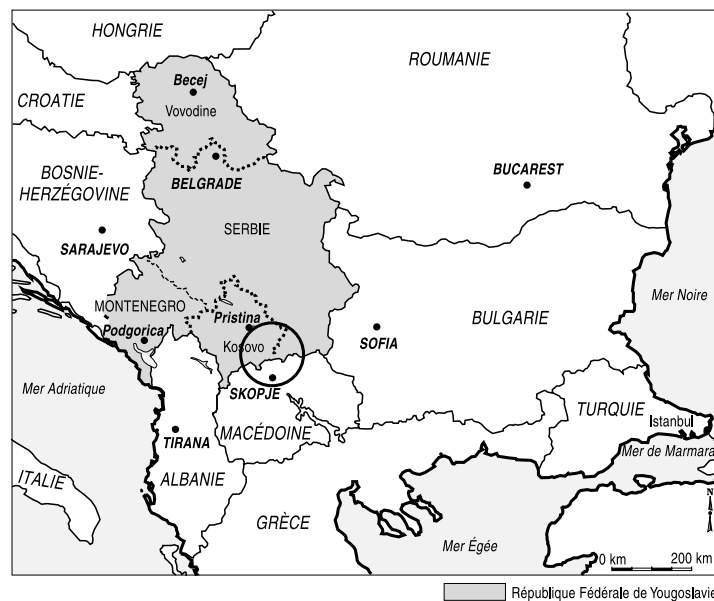 HONGRIE
ROUMANIE
Becej
CROATIE
Vovodine
BOSNIE-
HERZÉGOVINE
BELGRADE
BUCAREST
SERBIE
SARAJEVO
MONTENEGRO
Mer Noire
Pristina
BULGARIE
Podgorica
Kosovo
SOFIA
SKOPJE
Mer Adriatique
TURQUIE
Istanbul
TIRANA
MACÉDOINE
Mer de Marmara
ITALIE
ALBANIE
N
GRÈCE
Mer Égée
0 km 200 km
République Fédérale de Yougoslavie